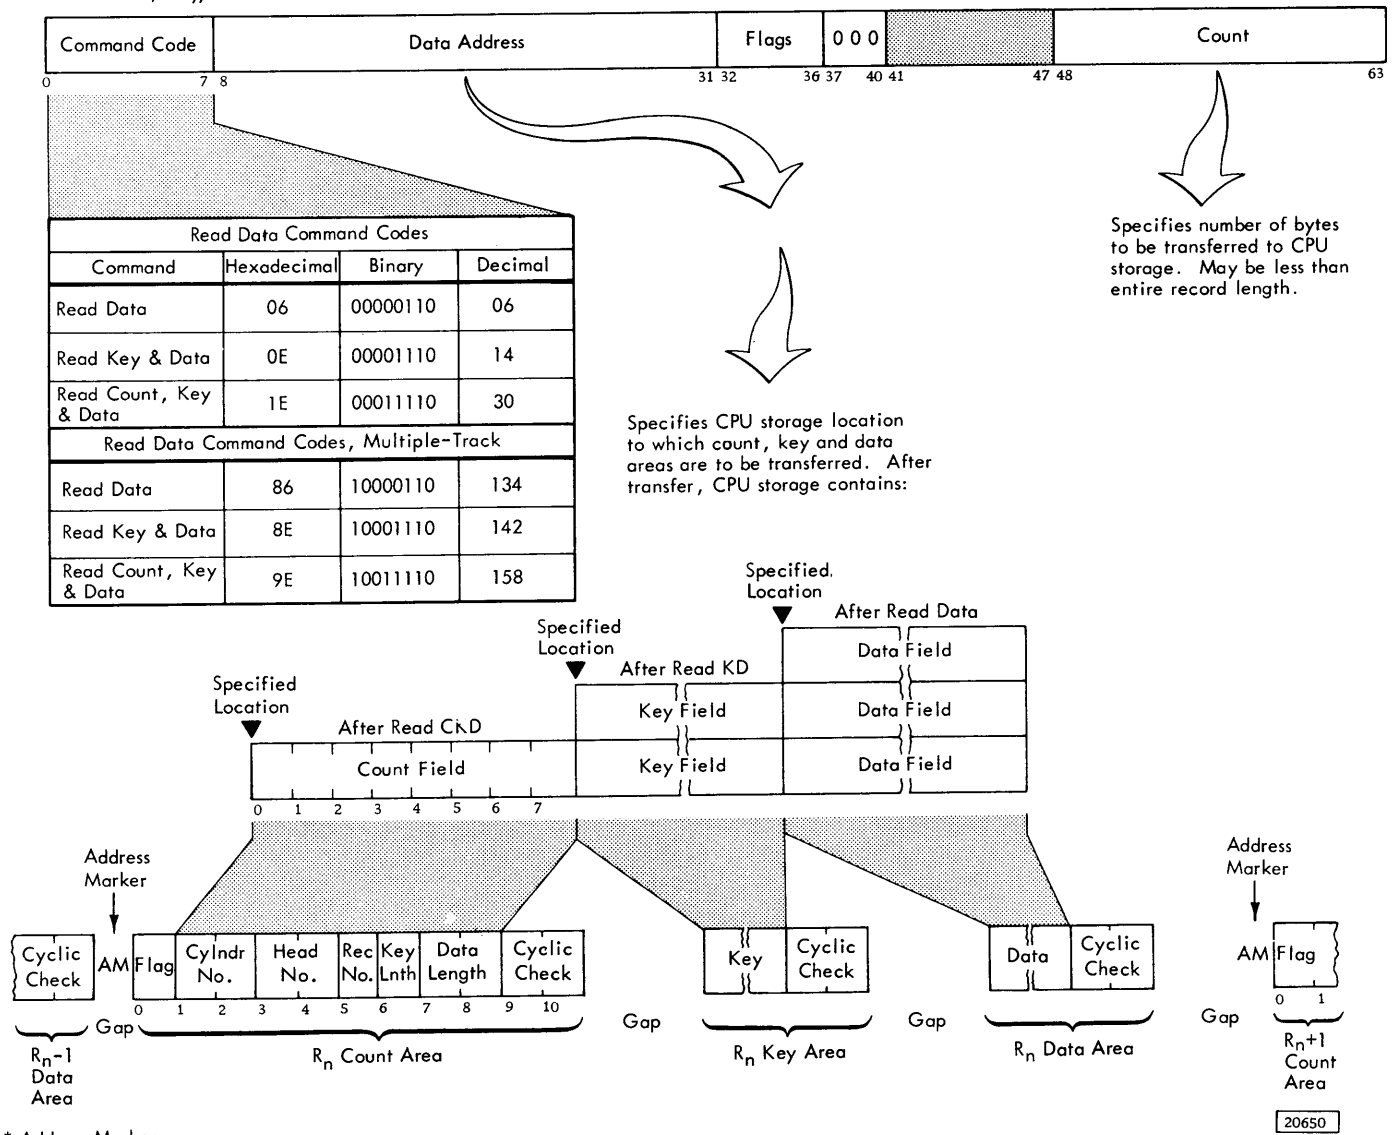 Command Code Data Address Flags 0 0 0 Count
0 7 8 31 32 36 37 40 41 47 48 63
Read Data Command Codes
Command Hexadecimal Binary Decimal
Read Data 06 00000110 06
Read Key & Data 0E 00001110 14
Read Count, Key
& Data 1E 00011110 30
Read Data Command Codes, Multiple-Track
Read Data 86 10000110 134
Read Key & Data 8E 10001110 142
Read Count, Key
& Data 9E 10011110 158
Specifies number of bytes
to be transferred to CPU
storage. May be less than
entire record length.
Specifies CPU storage location
to which count, key and data
areas are to be transferred. After
transfer, CPU storage contains:
Specified
Location
After Read Data
Data Field
Specified
Location
After Read KD
Key Field Data Field
Specified
Location
After Read CKD
Count Field Key Field Data Field
0 1 2 3 4 5 6 7
Address
Marker
Address
Marker
Cyclic
Check
AM
Flag
Cylndr
No.
Head
No.
Rec
No.
Key
Lnth
Data
Length
Cyclic
Check
Key
Cyclic
Check
Data
Cyclic
Check
AM
Flag
0 1 2 3 4 5 6 7 8 9 10
0 1
Gap
Gap
Gap
Gap
Rn-1
Data
Area
Rn Count Area
Rn Key Area
Rn Data Area
Rn+1
Count
Area
20650